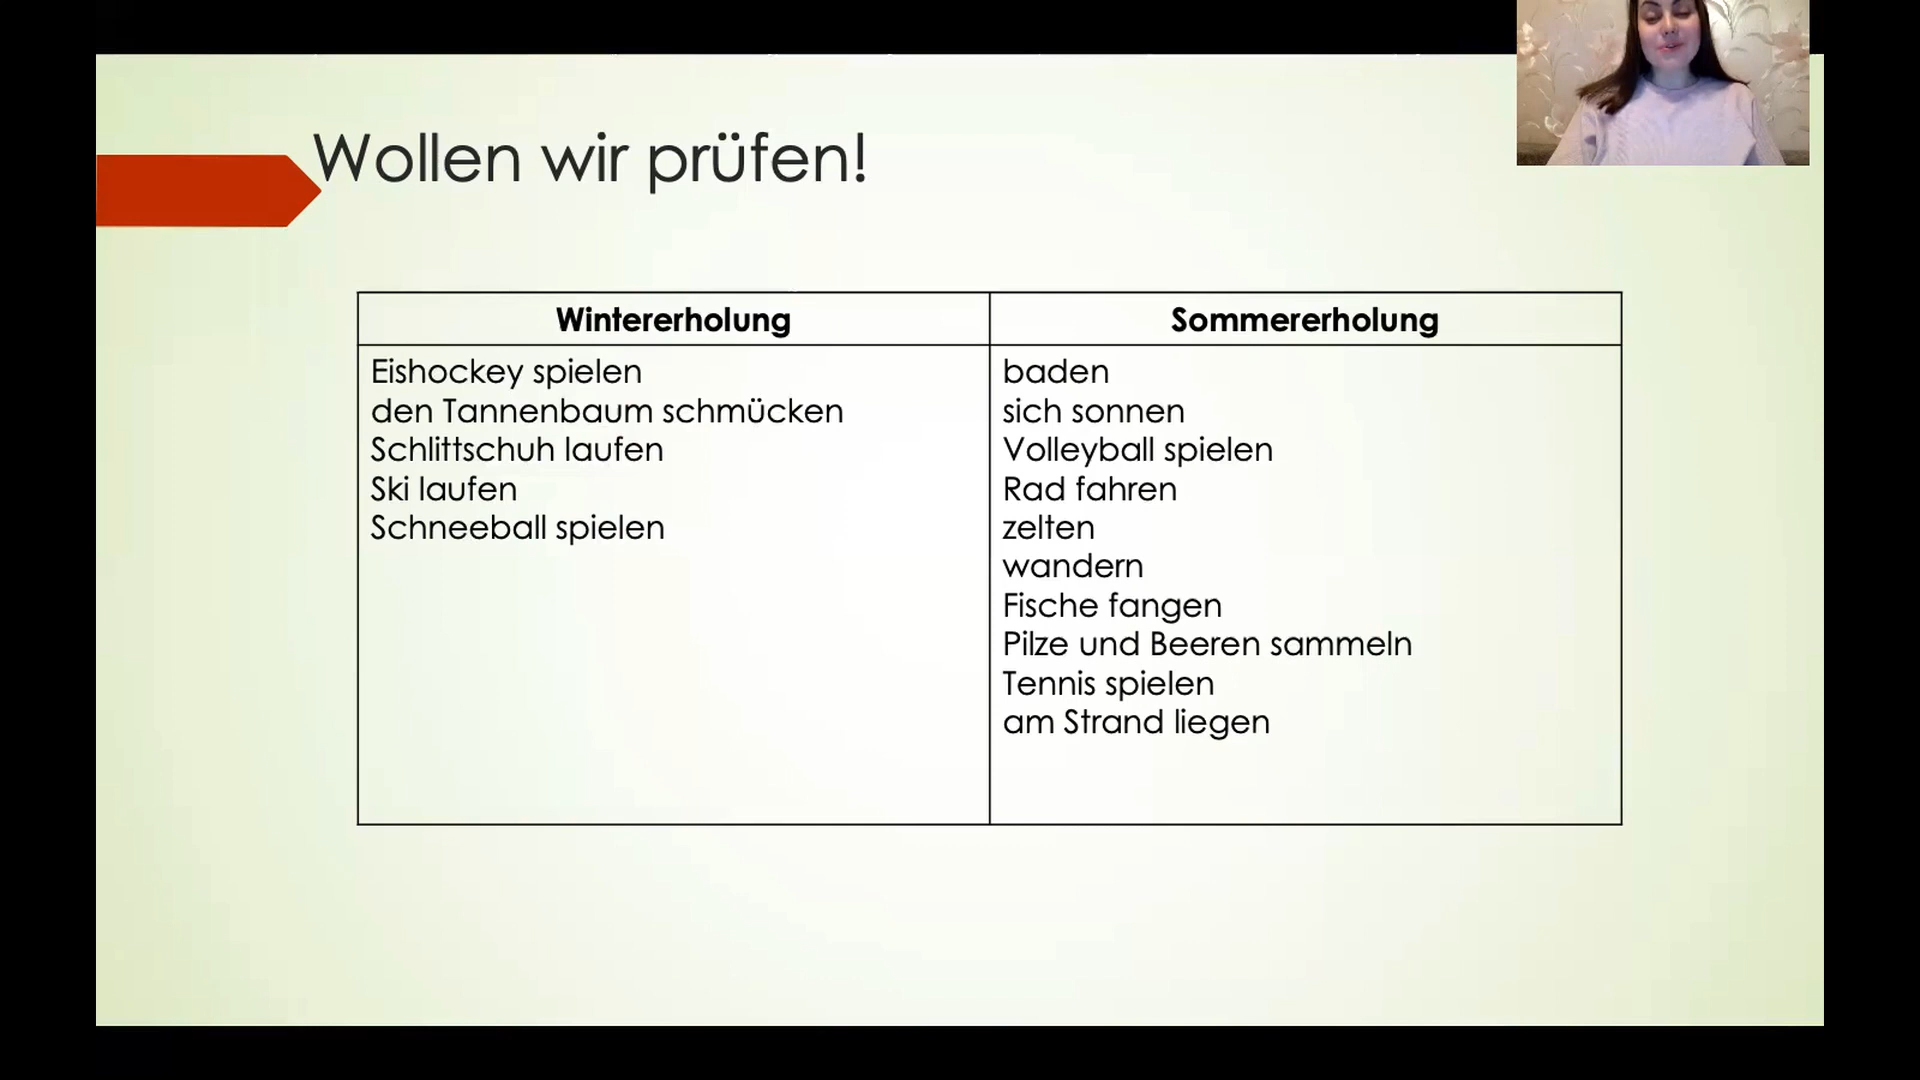 Wollen wir prüfen!
Wintererholung
Sommererholung
Eishockey spielen
den Tannenbaum schmücken
Schlittschuh laufen
Ski laufen
Schneeball spielen
baden
sich sonnen
Volleyball spielen
Rad fahren
zelten
wandern
Fische fangen
Pilze und Beeren sammeln
Tennis spielen
am Strand liegen